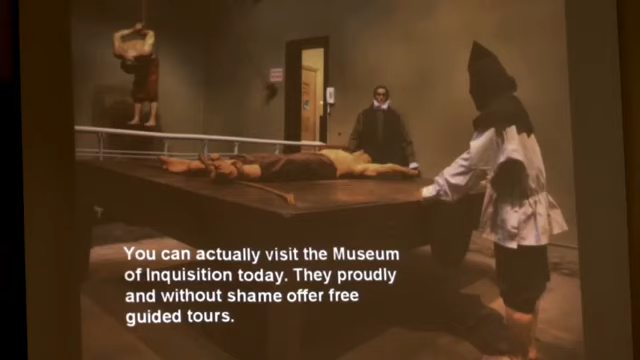 You can actually visit the Museum
of Inquisition today. They proudly
and without shame offer free
guided tours.